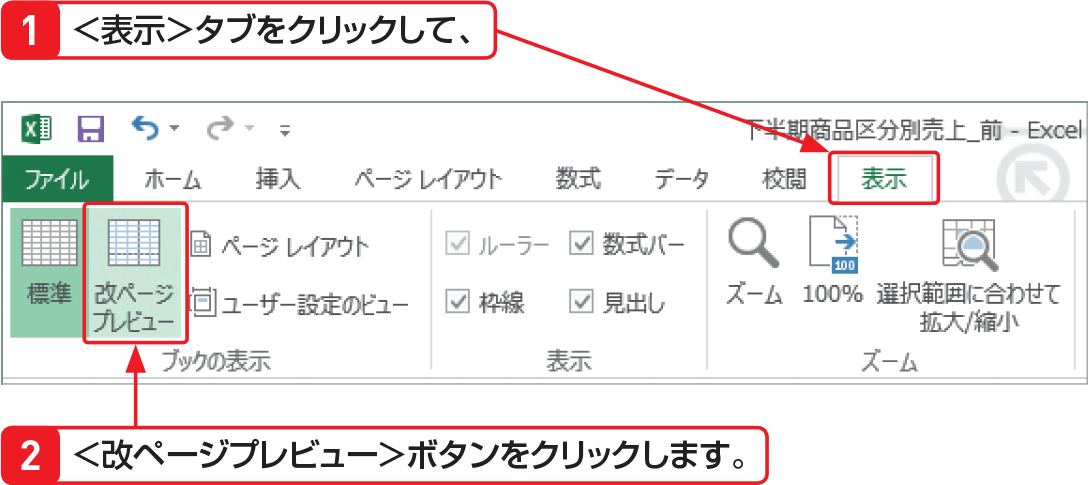 1 <表示>タブをクリックして、
下半期商品区分別売上_前 - Excel
ファイル ホーム 挿入 ページ レイアウト 数式 データ 校閲 表示
標準
改ページ
プレビュー
ページ レイアウト
ユーザー設定のビュー
ブックの表示
ルーラー 数式バー
枠線 見出し
表示
ズーム
100
100%
選択範囲に合わせて
拡大/縮小
ズーム
2 <改ページプレビュー>ボタンをクリックします。